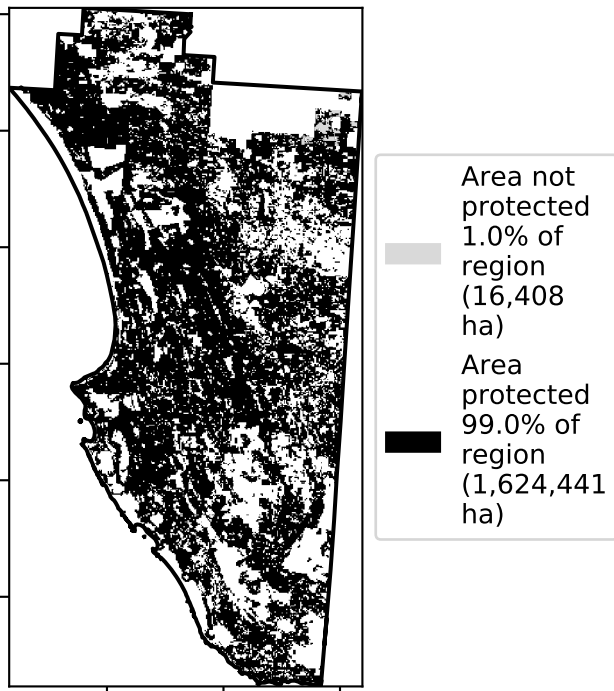 Area not
protected
1.0% of
region
(16,408
ha)
Area
protected
99.0% of
region
(1,624,441
ha)